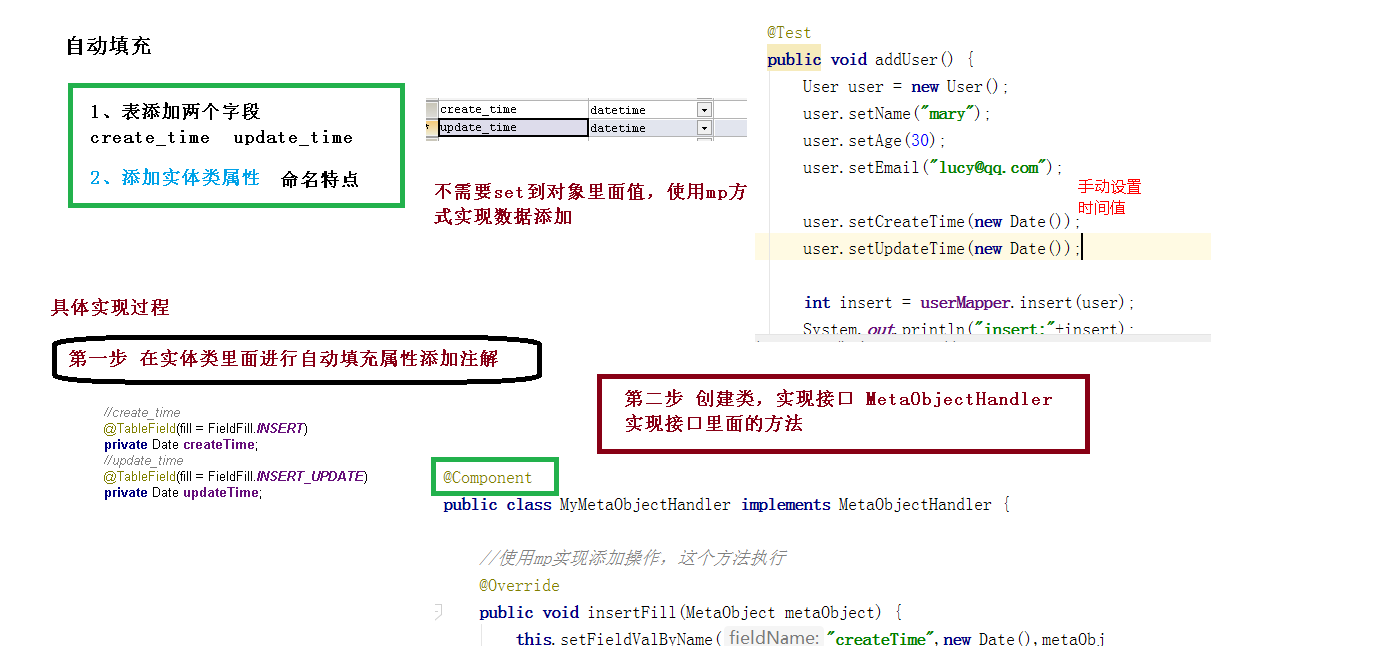 自动填充
1、表添加两个字段
create_time update_time
2、添加实体类属性 命名特点
create_time datetime
update_time datetime
不需要set到对象里面值，使用mp方
式实现数据添加
@Test
public void addUser() {
User user = new User();
user.setName("mary");
user.setAge(30);
user.setEmail("lucy@qq.com");
手动设置
时间值
user.setCreateTime(new Date());
user.setUpdateTime(new Date());
int insert = userMapper.insert(user);
System.out.println("insert:"+insert);
具体实现过程
第一步 在实体类里面进行自动填充属性添加注解
//create_time
@TableField(fill = FieldFill.INSERT)
private Date createTime;
//update_time
@TableField(fill = FieldFill.INSERT_UPDATE)
private Date updateTime;
第二步 创建类，实现接口 MetaObjectHandler
实现接口里面的方法
@Component
public class MyMetaObjectHandler implements MetaObjectHandler {
//使用mp实现添加操作，这个方法执行
@Override
public void insertFill(MetaObject metaObject) {
this.setFieldValByName( fieldName: "createTime",new Date(),metaObj